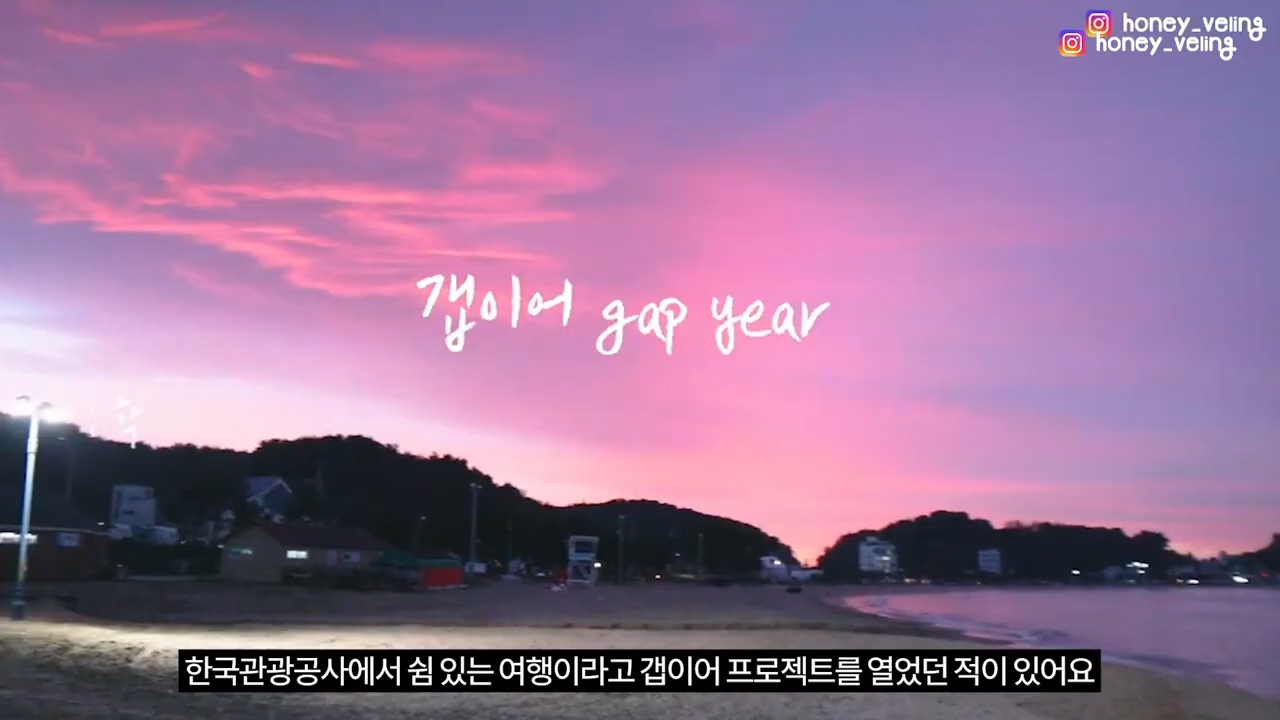 honey_veling
honey_veling
갭이어 gap year
한국관광공사에서 쉼 있는 여행이라고 갭이어 프로젝트를 열었던 적이 있어요